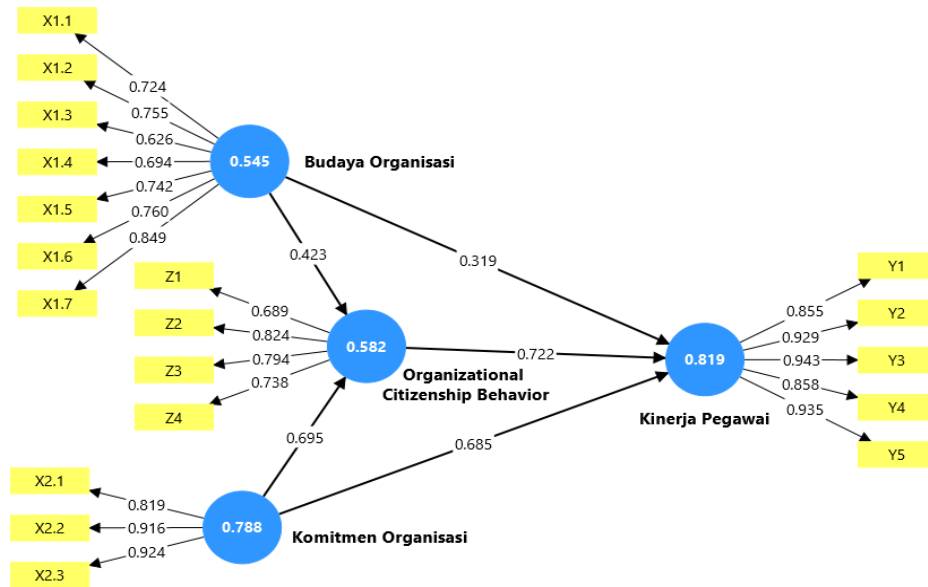 X1.1
X1.2
X1.3
X1.4
X1.5
X1.6
X1.7
0.724
0.755
0.626
0.694
0.742
0.760
0.849
0.545
Budaya Organisasi
0.423
0.319
Z1
Z2
Z3
Z4
0.689
0.824
0.794
0.738
0.582
Organizational
Citizenship Behavior
0.722
0.695
0.685
X2.1
X2.2
X2.3
0.819
0.916
0.924
0.788
Komitmen Organisasi
0.819
Kinerja Pegawai
0.855
0.929
0.943
0.858
0.935
Y1
Y2
Y3
Y4
Y5